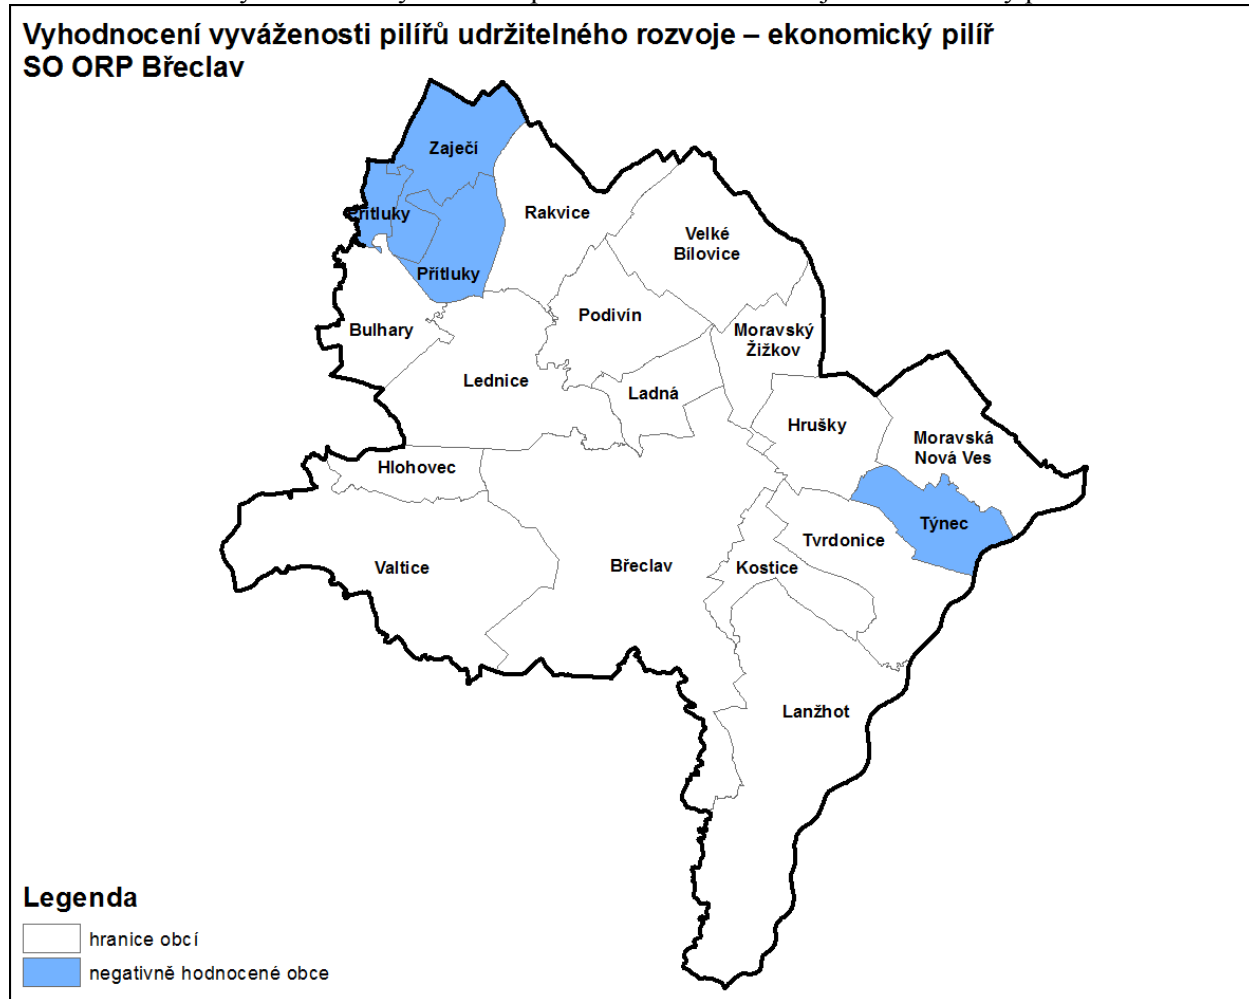 Vyhodnocení vyváženosti pilířů udržitelného rozvoje – ekonomický pilíř
SO ORP Břeclav
Zaječí
Přítluky
Rakvice
Velké
Bílovice
Přítluky
Podivín
Bulhary
Moravský
Žižkov
Lednice
Ladná
Hrušky
Moravská
Nová Ves
Hlohovec
Týnec
Tvrdonice
Valtice
Břeclav
Kostice
Lanžhot
Legenda
hranice obcí
negativně hodnocené obce